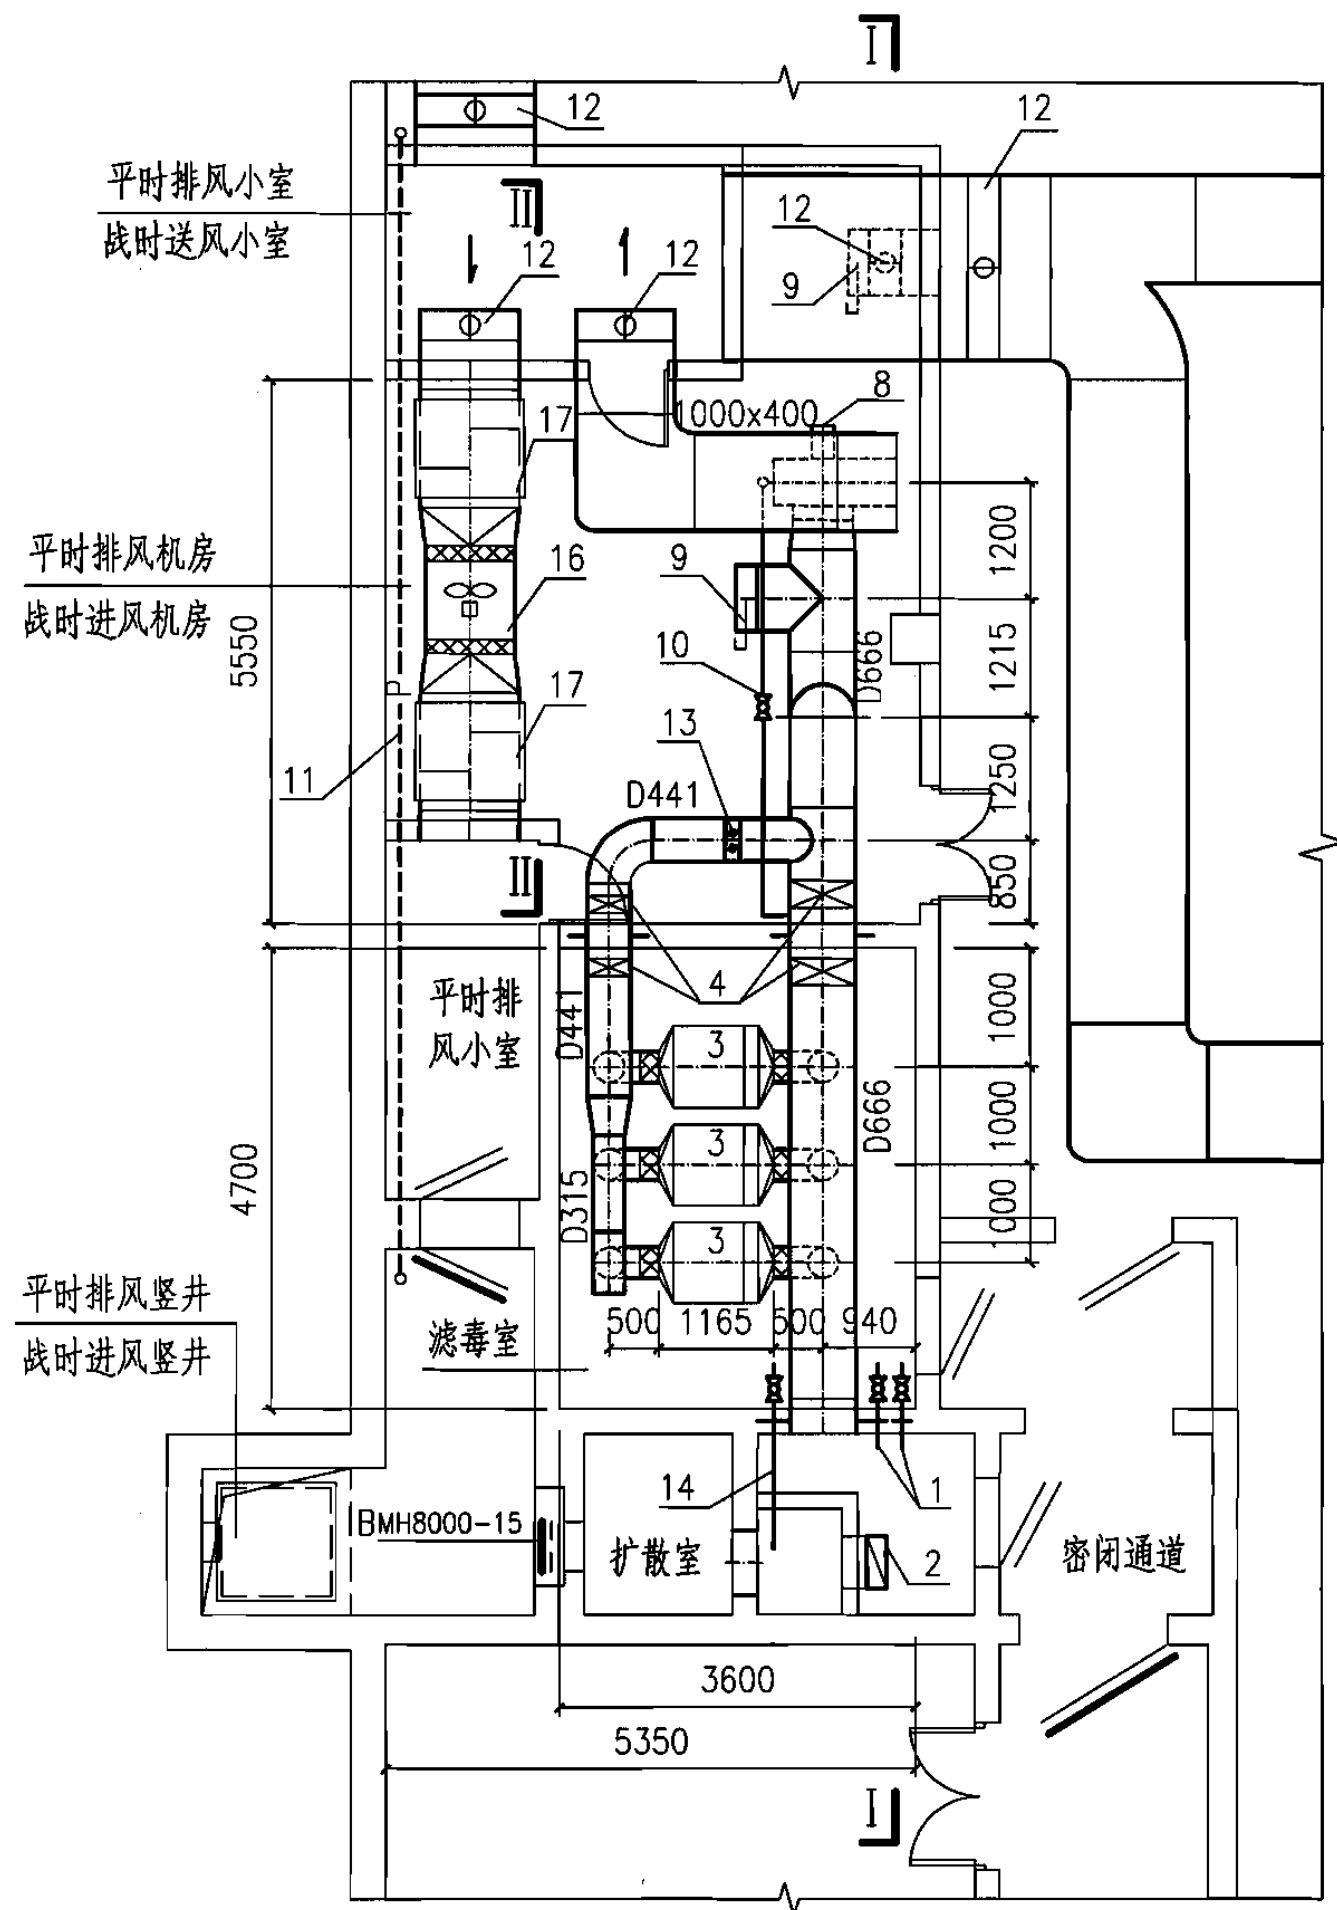 I
12
12
平时排风小室
战时送风小室
II
12
12
12
9
8
1000x400
17
1200
平时排风机房
战时进风机房
16
9
5550
10
D666
1215
P
17
13
11
D441
1250
II
850
4
平时排
风小室
D441
3
1000
D666
3
1000
4700
D315
3
1000
平时排风竖井
战时进风竖井
滤毒室
500
1165
500
940
14
1
BMH8000-15
扩散室
2
密闭通道
3600
5350
I